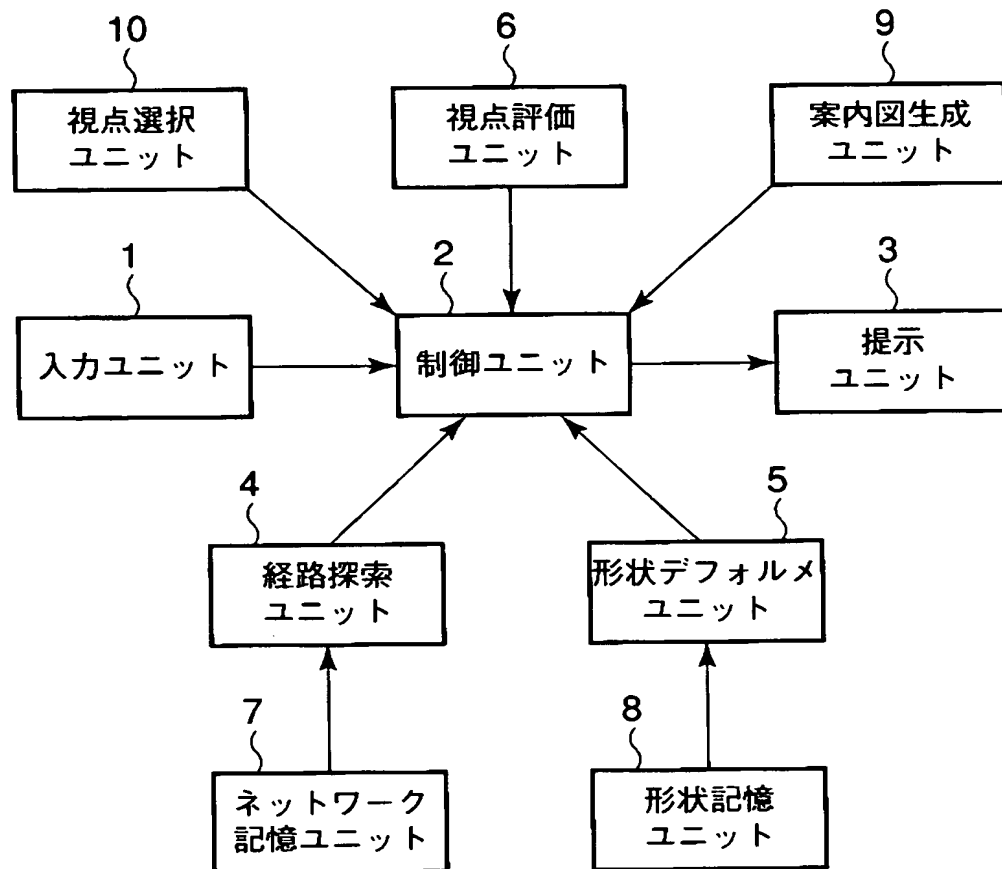 10
視点選択
ユニット
6
視点評価
ユニット
9
案内図生成
ユニット
1
入力ユニット
2
制御ユニット
3
提示
ユニット
4
経路探索
ユニット
5
形状デフォルメ
ユニット
7
ネットワーク
記憶ユニット
8
形状記憶
ユニット